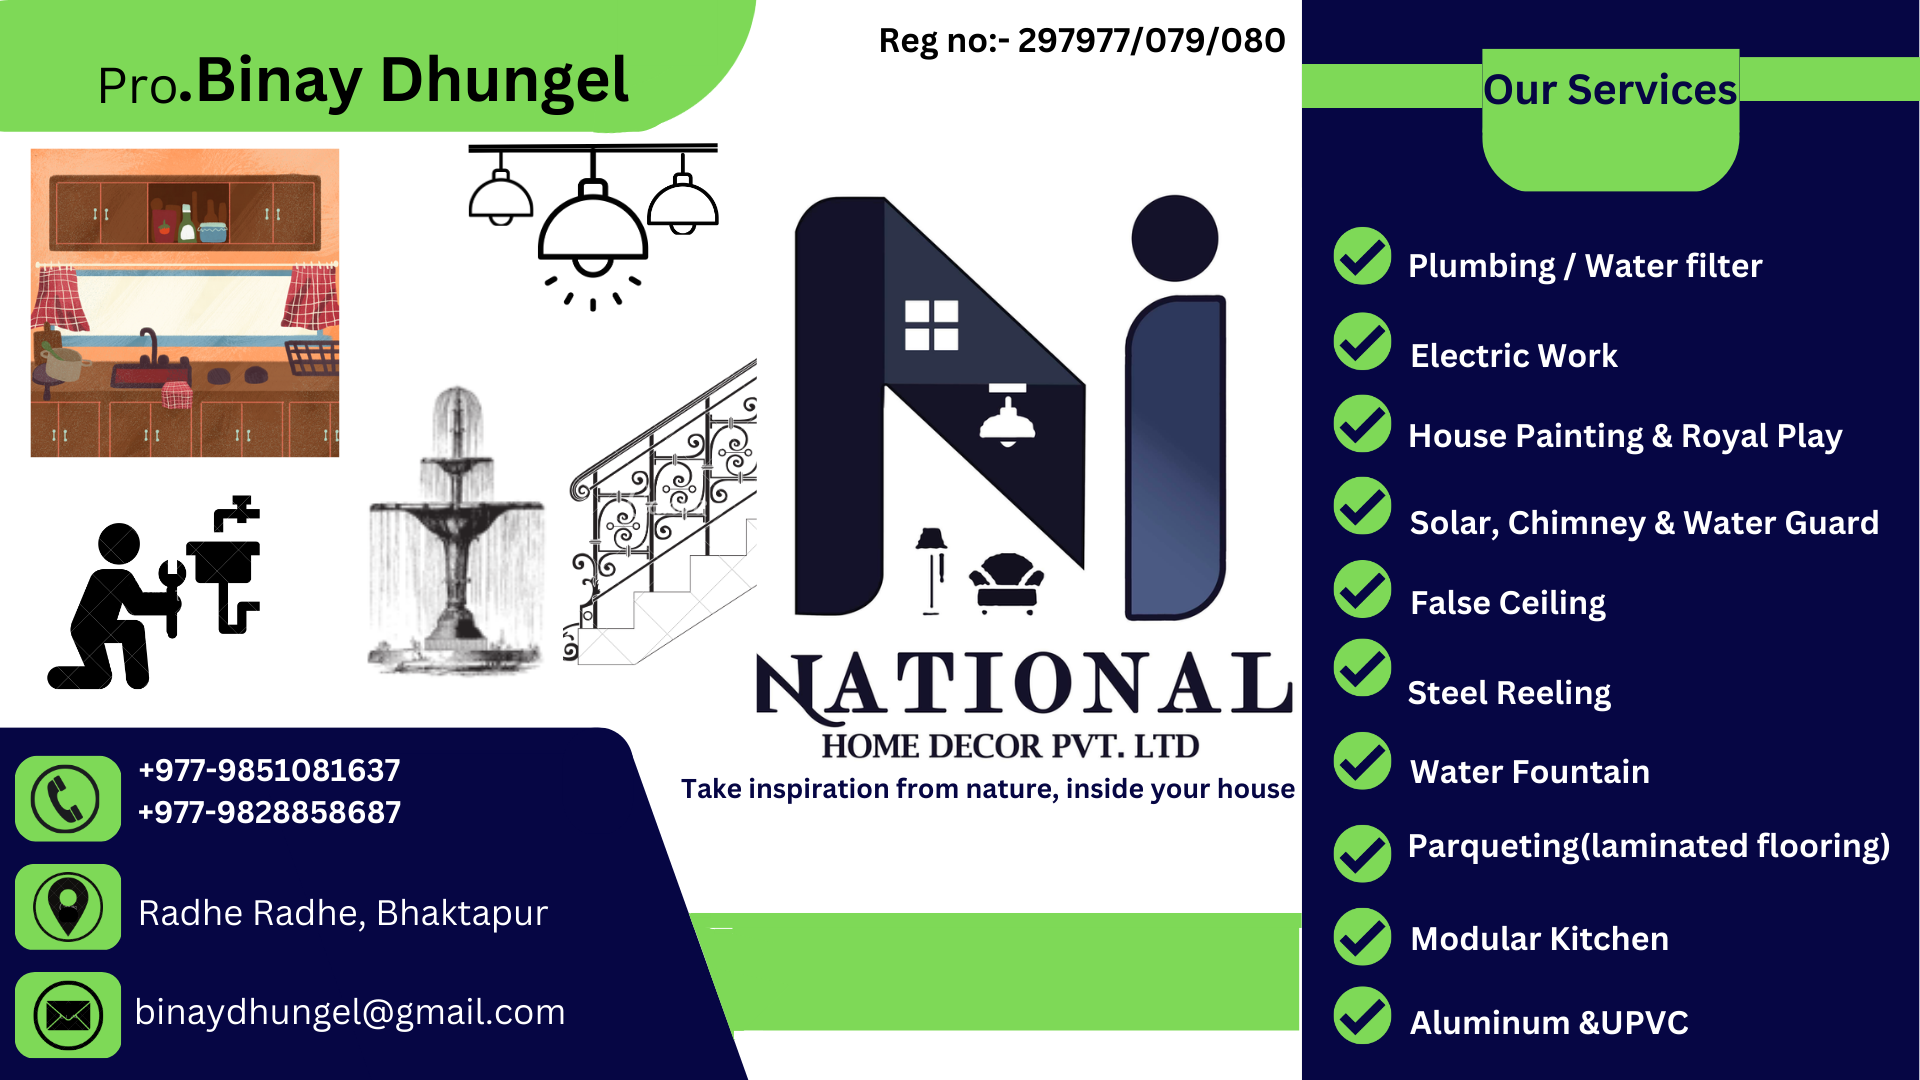 Pro.Binay Dhungel
Reg no:- 297977/079/080
NATIONAL
HOME DECOR PVT. LTD
Take inspiration from nature, inside your house
+977-9851081637
+977-9828858687
Radhe Radhe, Bhaktapur
binaydhungel@gmail.com
Our Services
Plumbing / Water filter
Electric Work
House Painting & Royal Play
Solar, Chimney & Water Guard
False Ceiling
Steel Reeling
Water Fountain
Parqueting(laminated flooring)
Modular Kitchen
Aluminum &UPVC